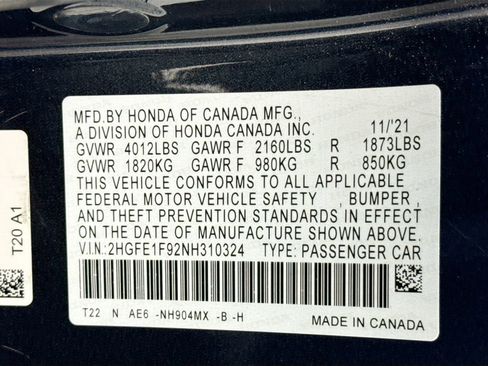 MFD.BY HONDA OF CANADA MFG.,
A DIVISION OF HONDA CANADA INC. 11/'21
GVWR 4012LBS GAWR F 2160LBS R 1873LBS
GVWR 1820KG GAWR F 980KG R 850KG
THIS VEHICLE CONFORMS TO ALL APPLICABLE
FEDERAL MOTOR VEHICLE SAFETY , BUMPER ,
AND THEFT PREVENTION STANDARDS IN EFFECT
ON THE DATE OF MANUFACTURE SHOWN ABOVE.
V.I.N:2HGFE1F92NH310324 TYPE: PASSENGER CAR
T22 N AE6 -NH904MX -B -H MADE IN CANADA
T20 A1